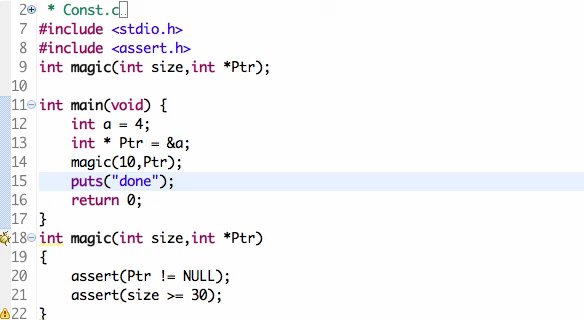 2 * Const.c
7 #include <stdio.h>
8 #include <assert.h>
9 int magic(int size,int *Ptr);
10
11 int main(void) {
12     int a = 4;
13     int * Ptr = &a;
14     magic(10,Ptr);
15     puts("done");
16     return 0;
17 }
18 int magic(int size,int *Ptr)
19 {
20     assert(Ptr != NULL);
21     assert(size >= 30);
22 }